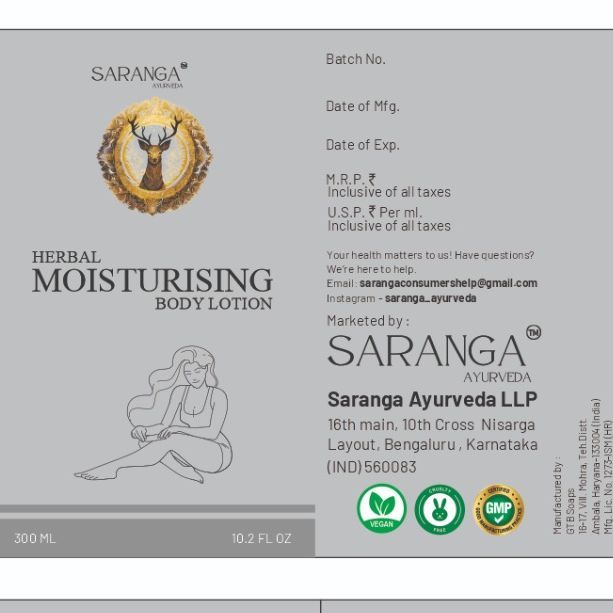 SARANGA™
AYURVEDA
HERBAL
MOISTURISING
BODY LOTION
300 ML
10.2 FL OZ
Batch No.
Date of Mfg.
Date of Exp.
M.R.P. ₹
Inclusive of all taxes
U.S.P. ₹ Per ml.
Inclusive of all taxes
Your health matters to us! Have questions?
We're here to help.
Email: sarangaconsumershelp@gmail.com
Instagram - saranga_ayurveda
Marketed by :
SARANGA™
AYURVEDA
Saranga Ayurveda LLP
16th main, 10th Cross Nisarga
Layout, Bengaluru , Karnataka
(IND) 560083
VEGAN
CRUELTY
FREE
CERTIFIED
GMP
GOOD MANUFACTURING PRACTICE
Manufactured by :
GTB Soaps
16-17, Vill. Mohra, Teh.Distt.
Ambala, Haryana-133004 (India)
Mfg. Lic. No. 1273-ISM (HR)